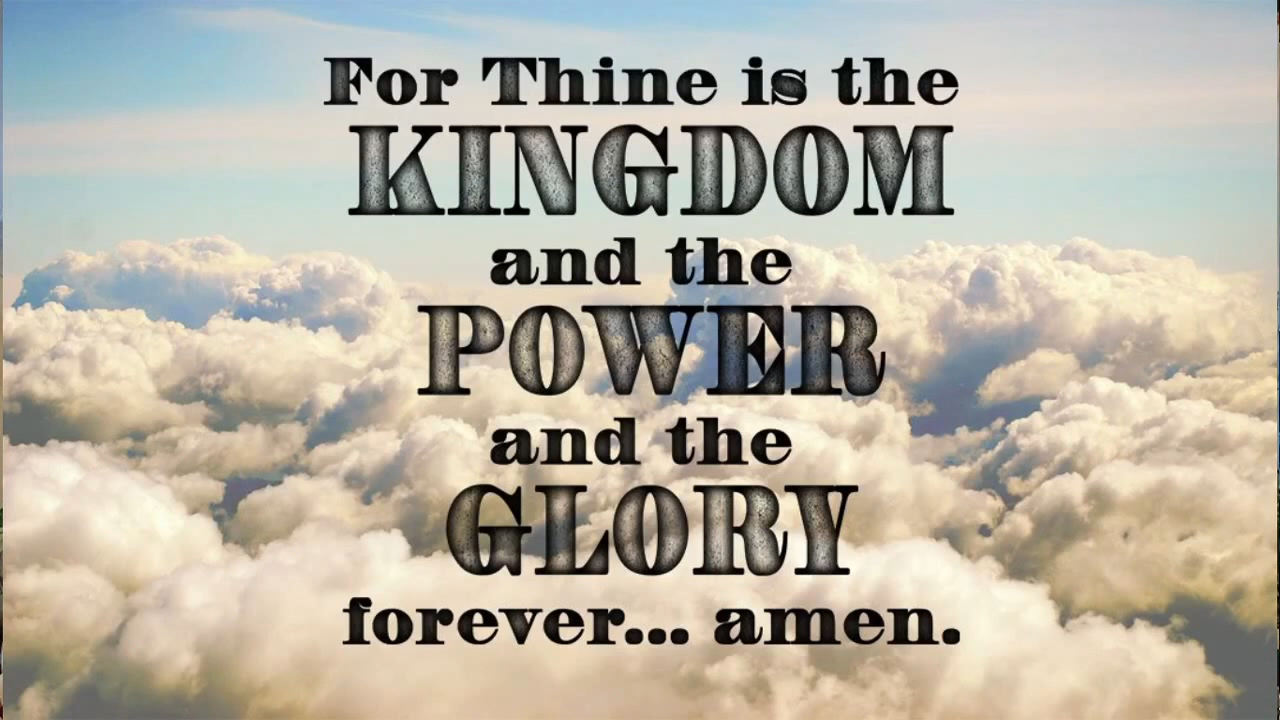 For Thine is the
KINGDOM
and the
POWER
and the
GLORY
forever... amen.